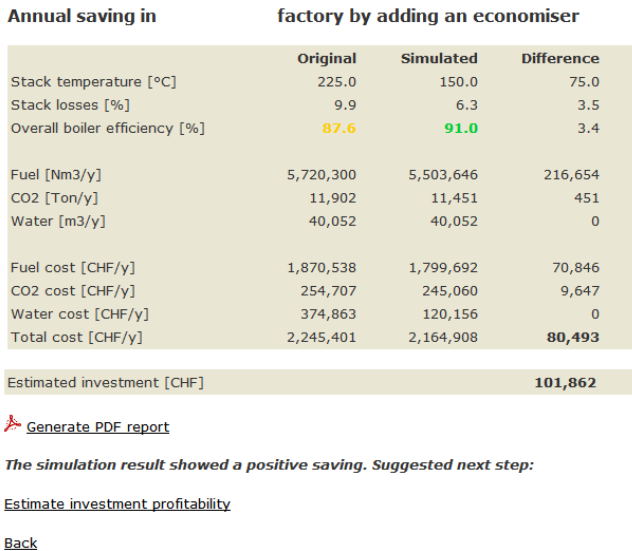 Annual saving in factory by adding an economiser
Original Simulated Difference
Stack temperature [°C] 225.0 150.0 75.0
Stack losses [%] 9.9 6.3 3.5
Overall boiler efficiency [%] 87.6 91.0 3.4
Fuel [Nm3/y] 5,720,300 5,503,646 216,654
CO2 [Ton/y] 11,902 11,451 451
Water [m3/y] 40,052 40,052 0
Fuel cost [CHF/y] 1,870,538 1,799,692 70,846
CO2 cost [CHF/y] 254,707 245,060 9,647
Water cost [CHF/y] 374,863 120,156 0
Total cost [CHF/y] 2,245,401 2,164,908 80,493
Estimated investment [CHF] 101,862
Generate PDF report
The simulation result showed a positive saving. Suggested next step:
Estimate investment profitability
Back